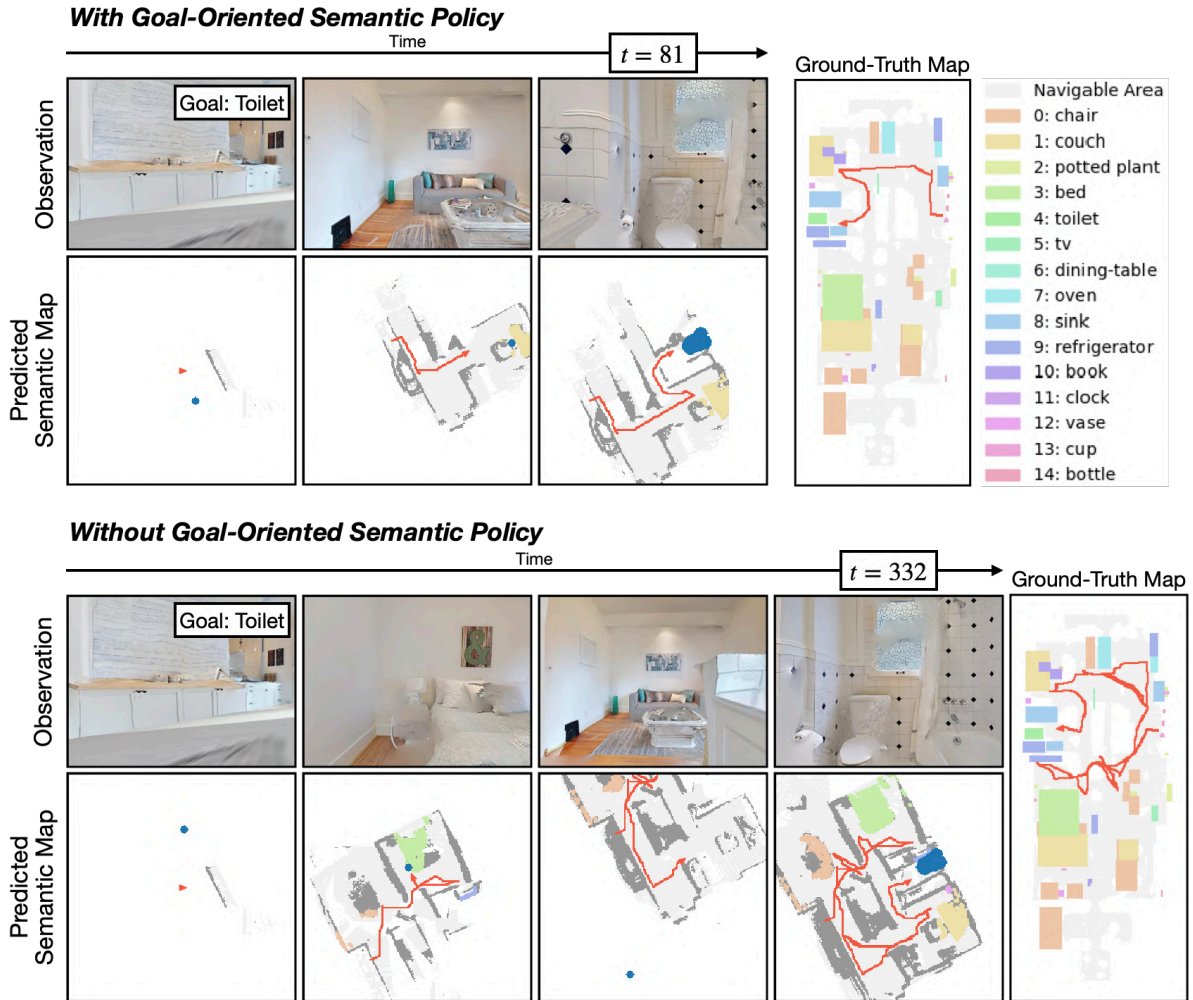 With Goal-Oriented Semantic Policy
Time
t = 81
Observation
Goal: Toilet
Predicted
Semantic Map
Ground-Truth Map
Navigable Area
0: chair
1: couch
2: potted plant
3: bed
4: toilet
5: tv
6: dining-table
7: oven
8: sink
9: refrigerator
10: book
11: clock
12: vase
13: cup
14: bottle
Without Goal-Oriented Semantic Policy
Time
t = 332
Ground-Truth Map
Observation
Goal: Toilet
&
Predicted
Semantic Map